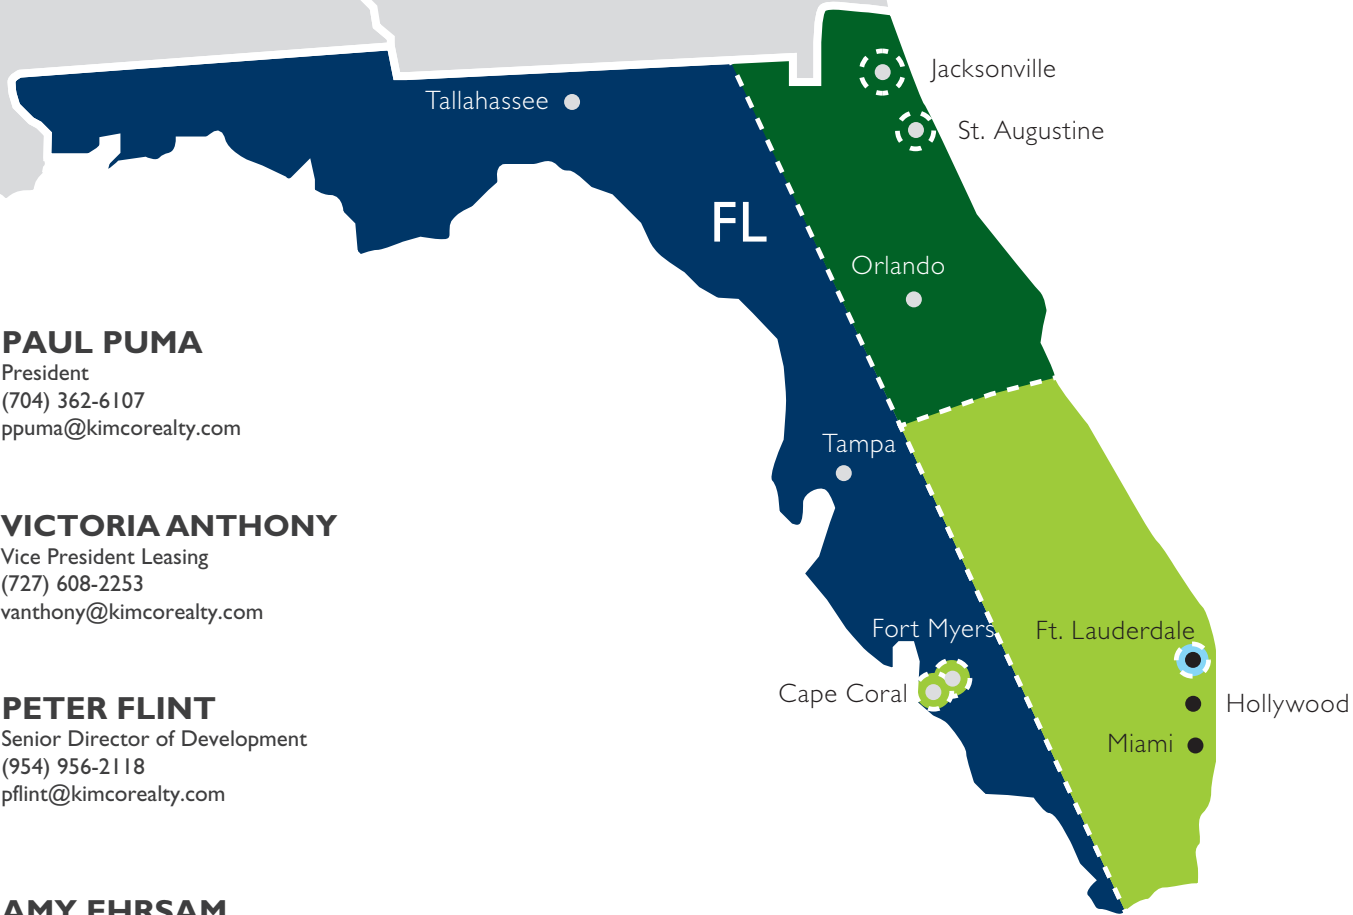 Jacksonville
Tallahassee
St. Augustine
FL
Orlando
PAUL PUMA
President
(704) 362-6107
ppuma@kimcorealty.com
Tampa
VICTORIA ANTHONY
Vice President Leasing
(727) 608-2253
vanthony@kimcorealty.com
Fort Myers
Ft. Lauderdale
Cape Coral
Hollywood
PETER FLINT
Senior Director of Development
(954) 956-2118
pflint@kimcorealty.com
Miami
AMY EHRSAM